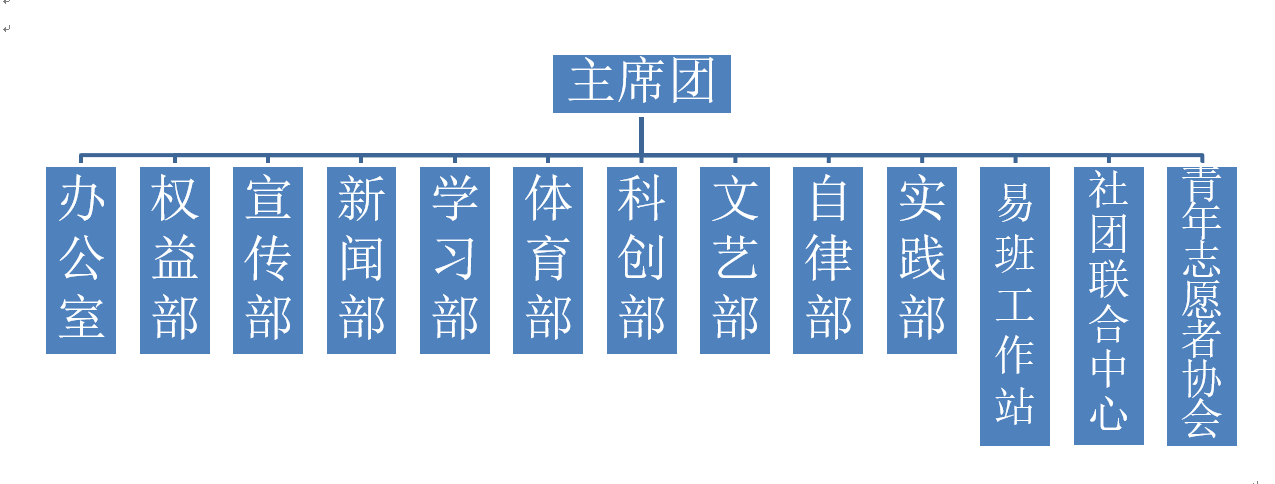 主席团
办公室
权益部
宣传部
新闻部
学习部
体育部
科创部
文艺部
自律部
实践部
易班工作站
社团联合中心
青年志愿者协会